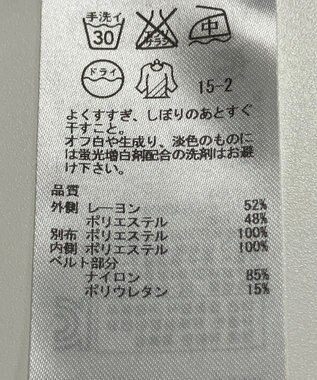 手洗イ
30
エンソ
サラシ
中
ドライ
15-2
よくすすぎ、しぼりのあとすぐ
干すこと。
オフ白や生成り、淡色のものに
は蛍光増白剤配合の洗剤はお避
け下さい。
品質
外側 レーヨン 52%
ポリエステル 48%
別布 ポリエステル 100%
内側 ポリエステル 100%
ベルト部分
ナイロン 85%
ポリウレタン 15%